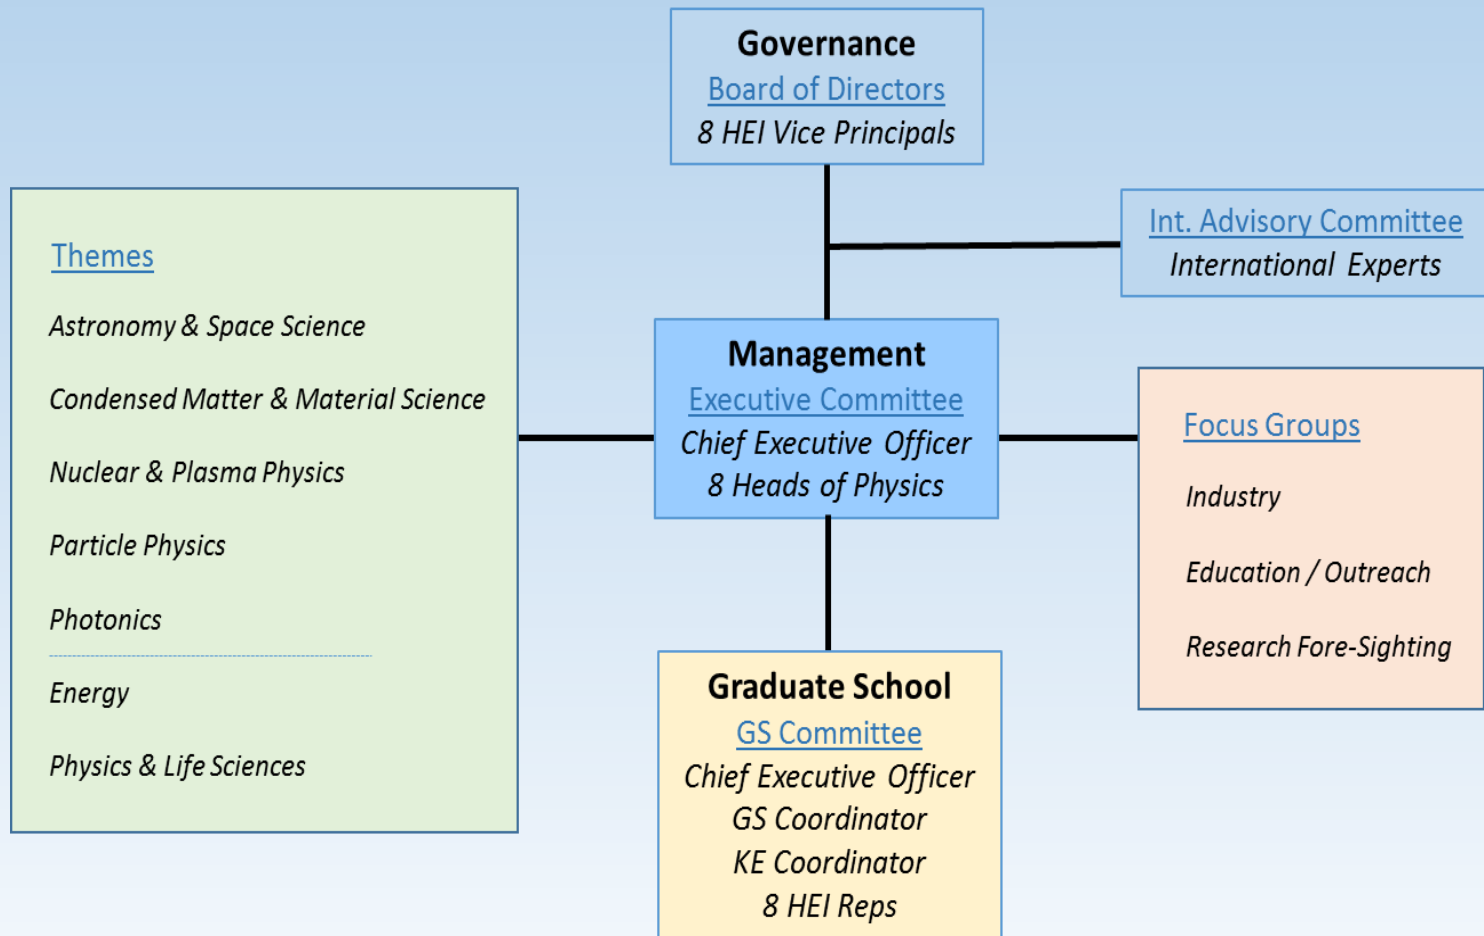 Governance
Board of Directors
8 HEI Vice Principals
Int. Advisory Committee
International Experts
Themes
Astronomy & Space Science
Condensed Matter & Material Science
Nuclear & Plasma Physics
Particle Physics
Photonics
Energy
Physics & Life Sciences
Management
Executive Committee
Chief Executive Officer
8 Heads of Physics
Focus Groups
Industry
Education / Outreach
Research Fore-Sighting
Graduate School
GS Committee
Chief Executive Officer
GS Coordinator
KE Coordinator
8 HEI Reps